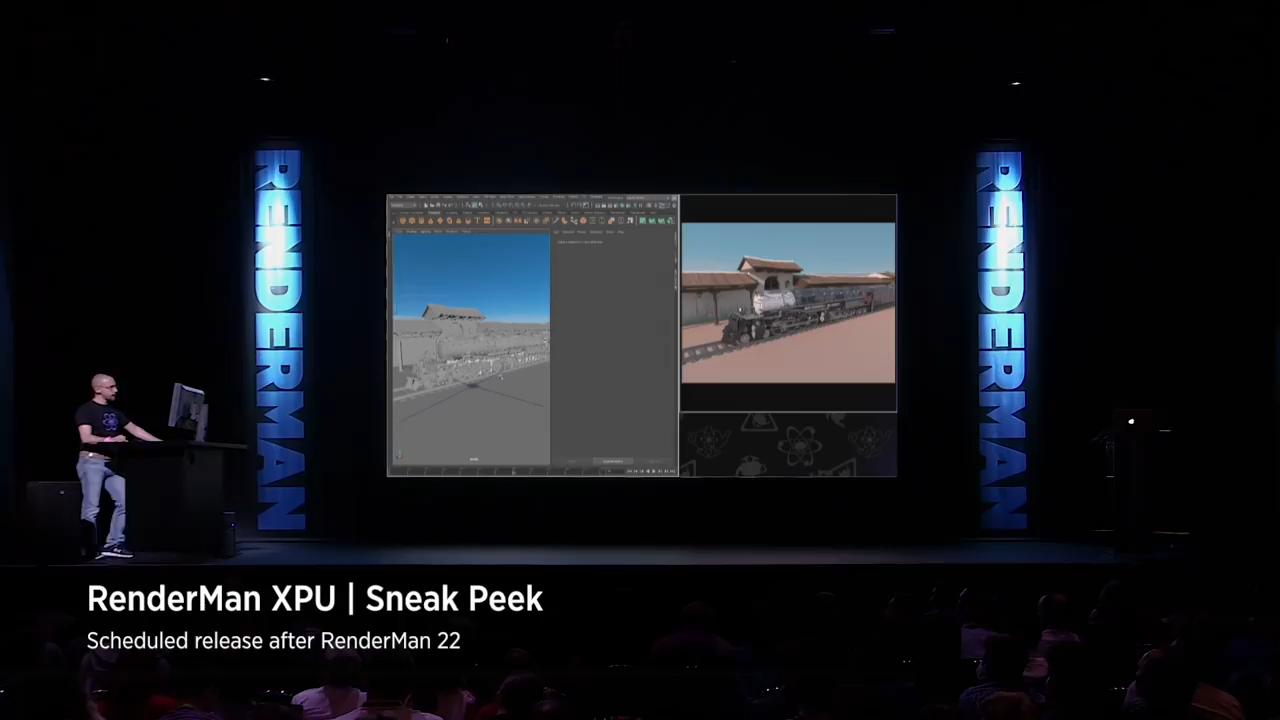 RENDERMAN
RENDERMAN
RenderMan XPU | Sneak Peek
Scheduled release after RenderMan 22